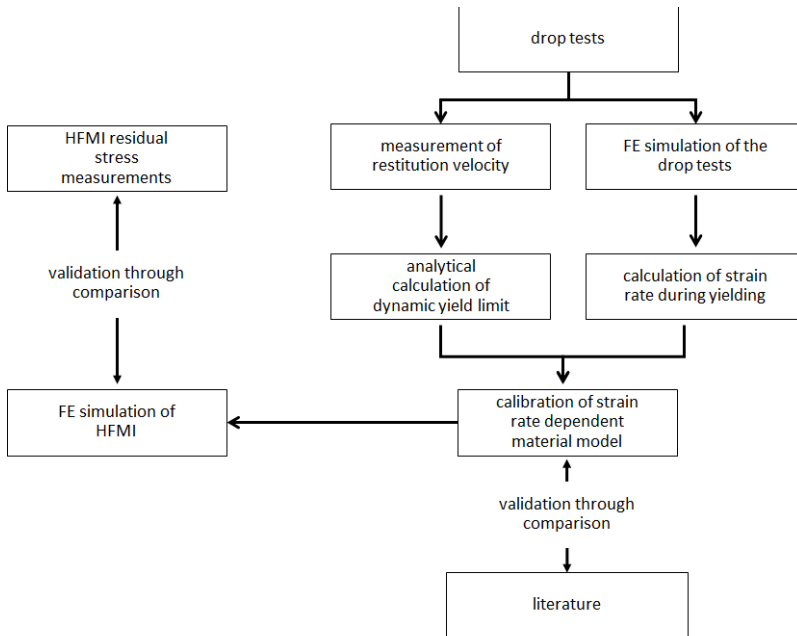 drop tests
HFMI residual
stress
measurements
measurement of
restitution velocity
FE simulation of the
drop tests
validation through
comparison
analytical
calculation of
dynamic yield limit
calculation of strain
rate during yielding
FE simulation of
HFMI
calibration of strain
rate dependent
material model
validation through
comparison
literature